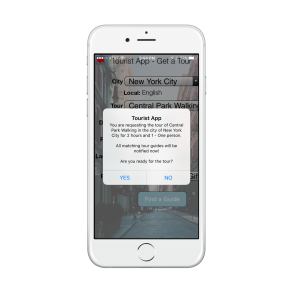 Tourist App - Get a Tour
City New York City
Local: English
Tour Central Park Walking
Tourist App
You are requesting the tour of Central
Park Walking in the city of New York
City for 2 hours and 1 - One person.
All matching tour guides will be
notified now!
Are you ready for the tour?
YES NO
Find a Guide